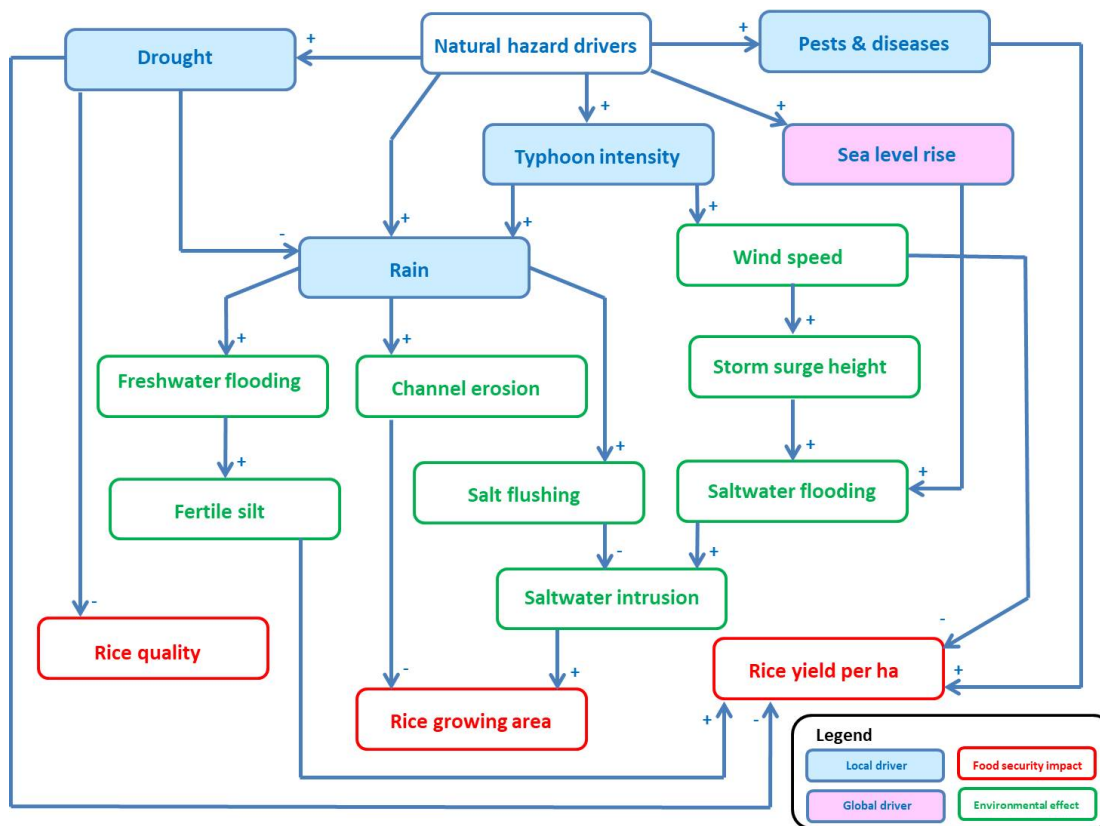 Drought
+
Natural hazard drivers
+
Pests & diseases
+
+
Typhoon intensity
Sea level rise
+
+
+
-
Rain
Wind speed
+
+
+
Freshwater flooding
Channel erosion
Storm surge height
+
+
+
+
Fertile silt
Salt flushing
Saltwater flooding
-
+
Saltwater intrusion
-
-
Rice quality
-
+
Rice yield per ha
+
Rice growing area
+
-
Legend
Local driver
Food security impact
Global driver
Environmental effect